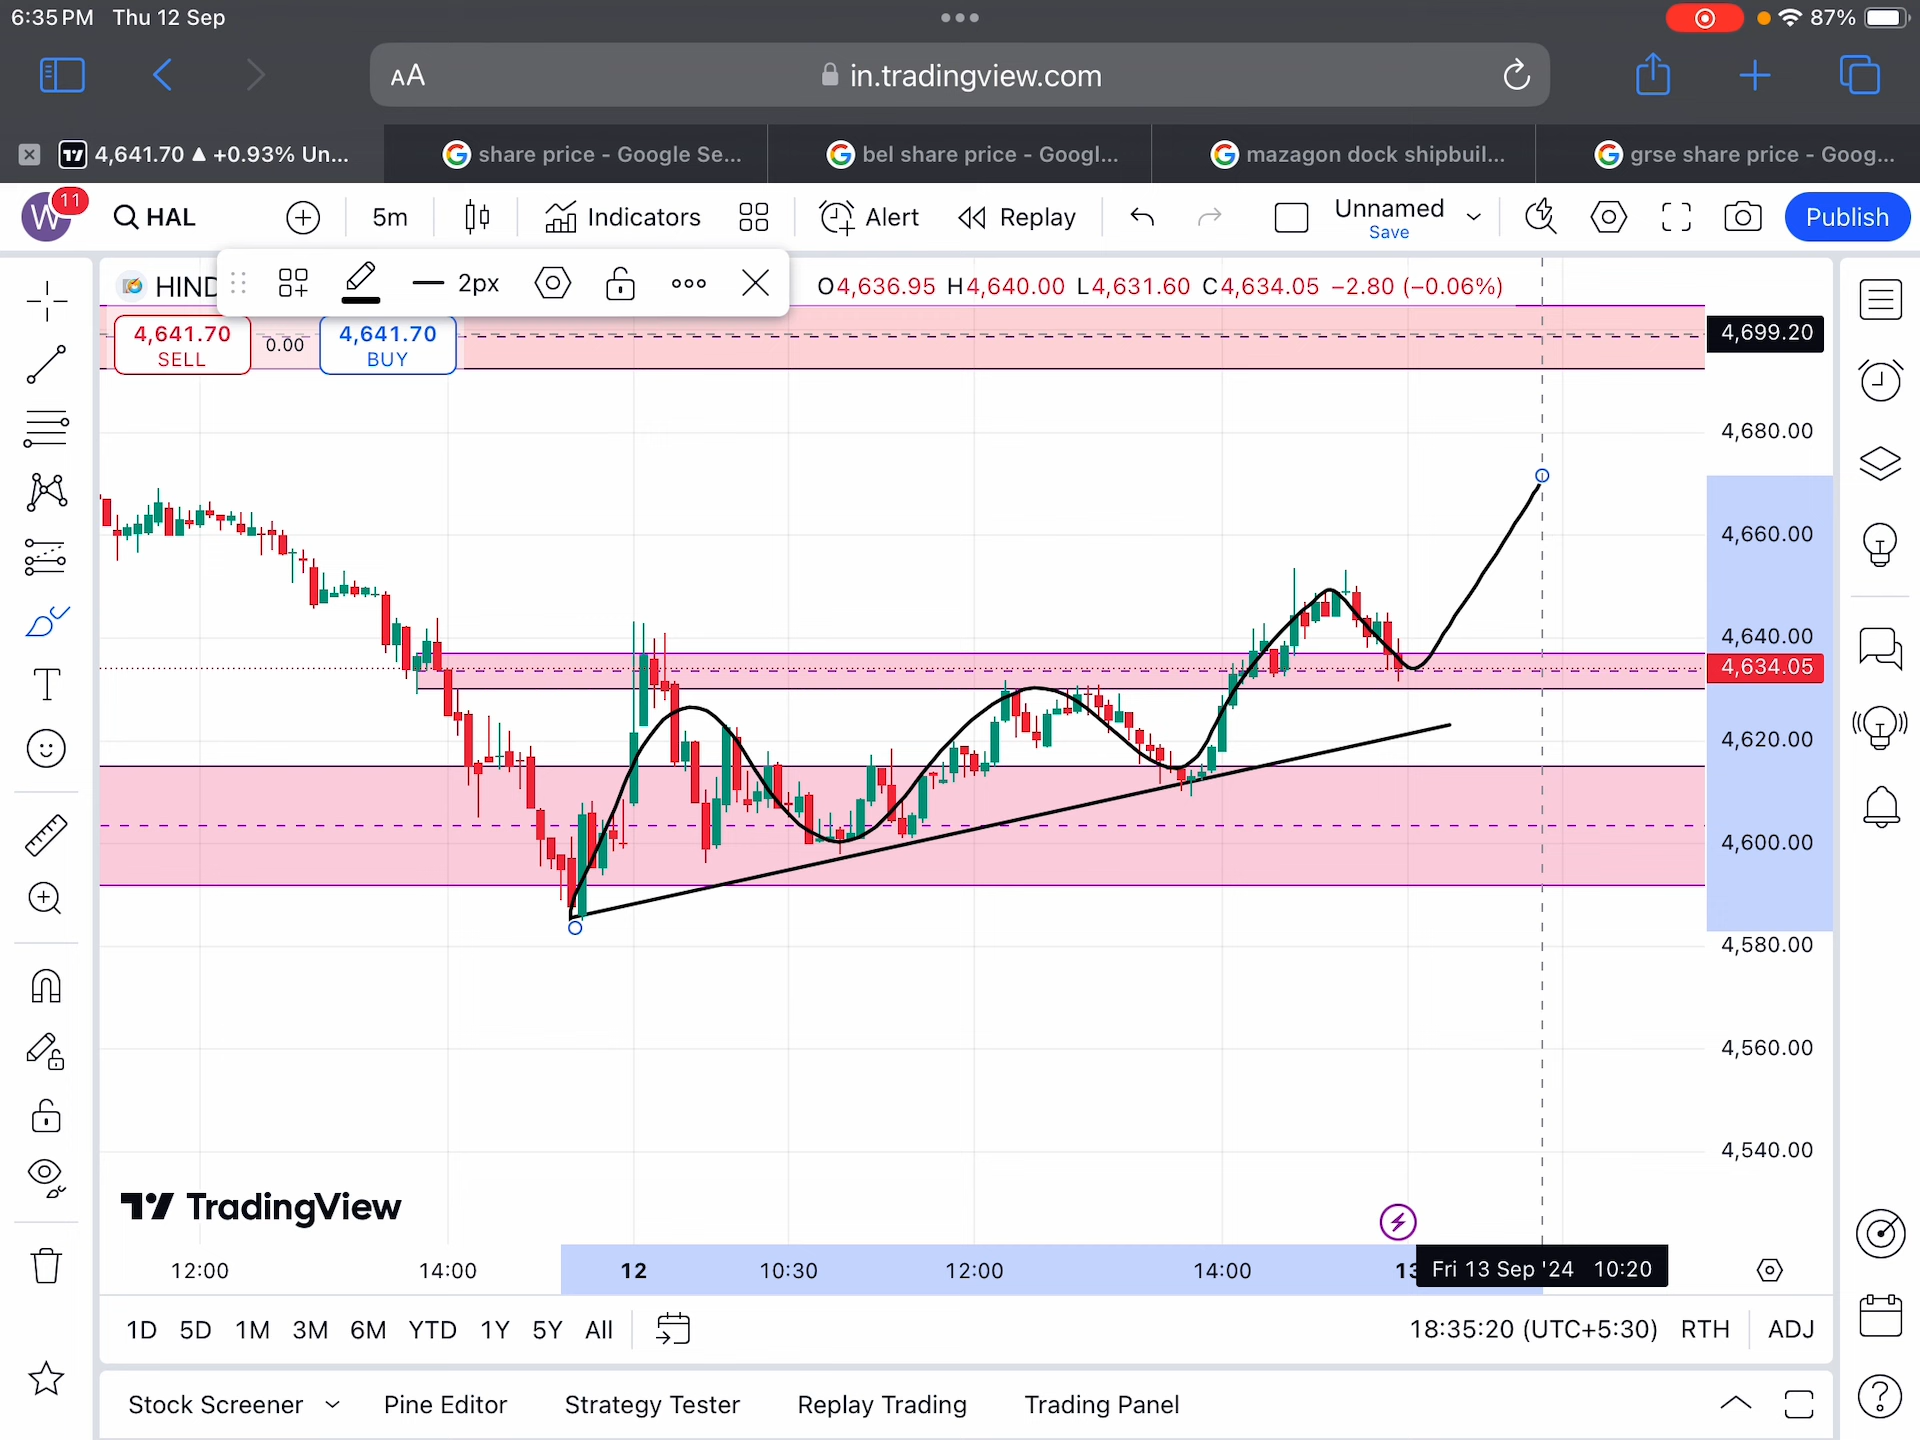 6:35 PM Thu 12 Sep
87%
AA
in.tradingview.com
4,641.70 ▲ +0.93% Un...
share price - Google Se...
bel share price - Googl...
mazagon dock shipbuil...
grse share price - Goog...
W
11
HAL
5m
Indicators
Alert
Replay
Unnamed
Save
Publish
HIND
2px
O4,636.95 H4,640.00 L4,631.60 C4,634.05 −2.80 (−0.06%)
4,641.70
SELL
0.00
4,641.70
BUY
4,699.20
4,680.00
4,660.00
4,640.00
4,634.05
4,620.00
4,600.00
4,580.00
4,560.00
4,540.00
TradingView
12:00
14:00
12
10:30
12:00
14:00
13
Fri 13 Sep '24 10:20
1D 5D 1M 3M 6M YTD 1Y 5Y All
18:35:20 (UTC+5:30) RTH ADJ
Stock Screener
Pine Editor
Strategy Tester
Replay Trading
Trading Panel